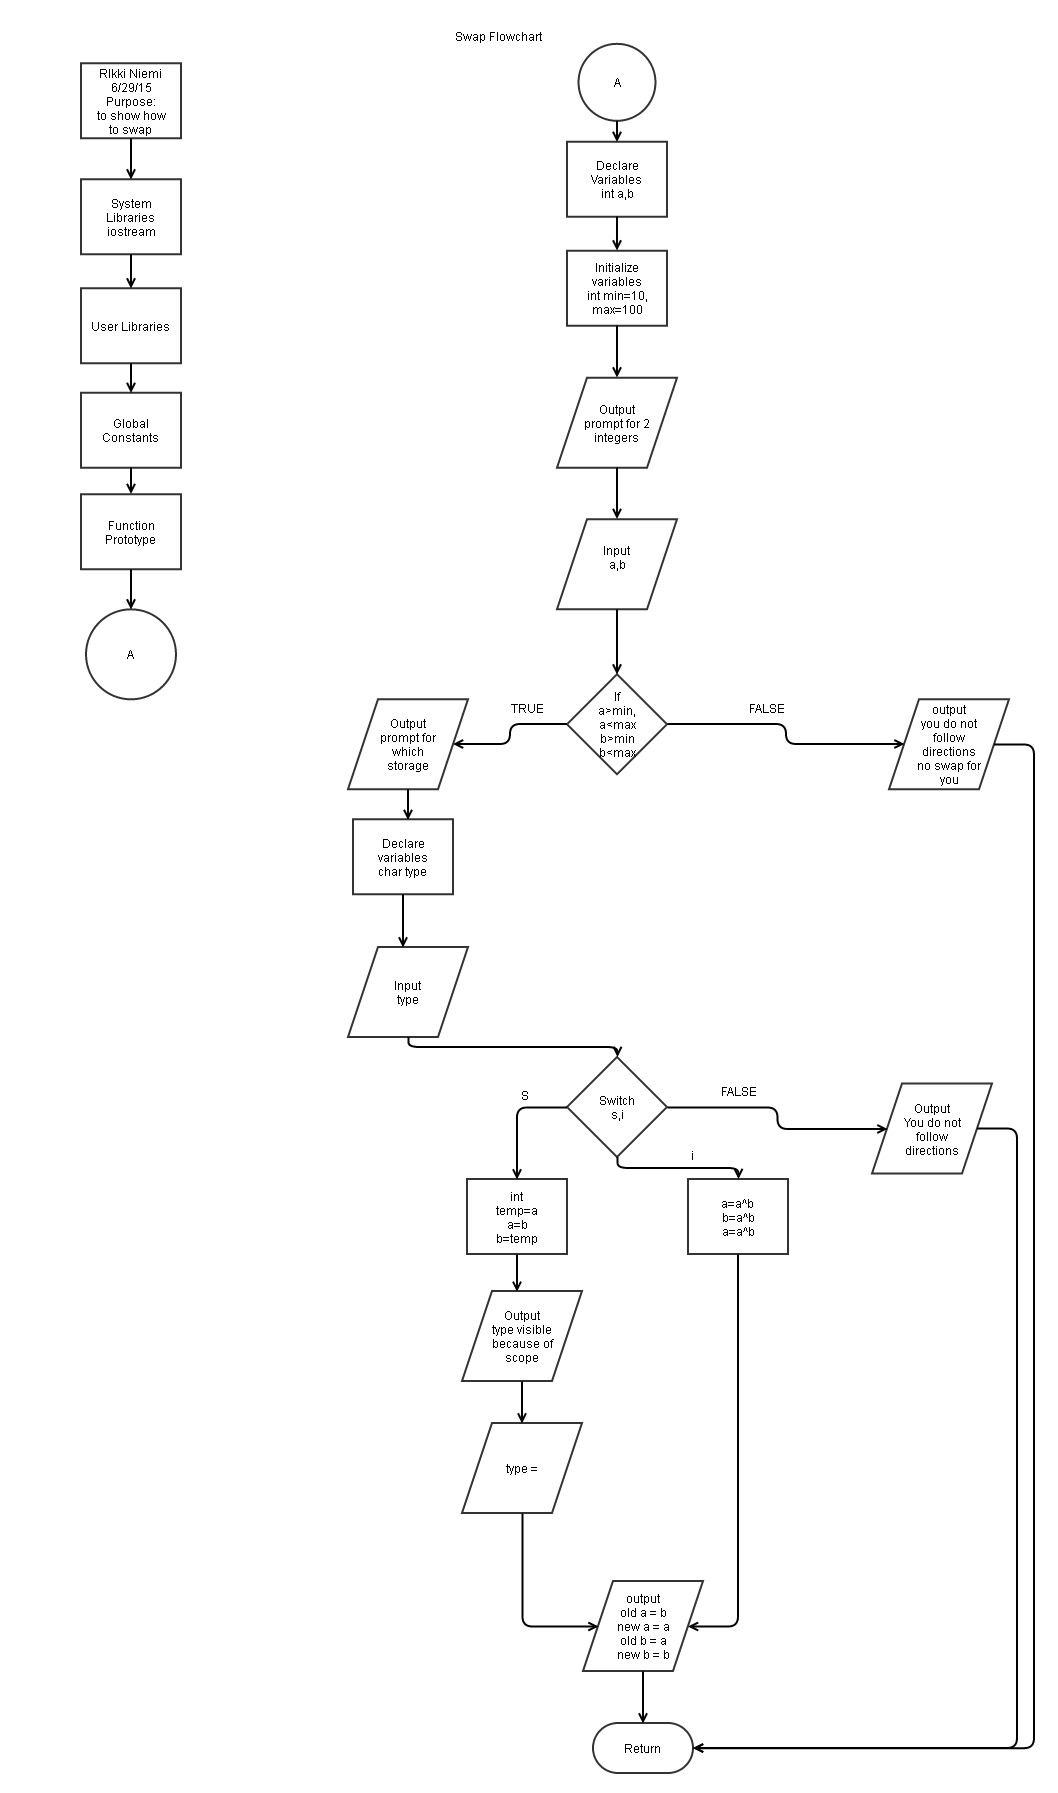 Swap Flowchart
RIkki Niemi
6/29/15
Purpose:
to show how
to swap
System
Libraries
iostream
User Libraries
Global
Constants
Function
Prototype
A
A
Declare
Variables
int a,b
Initialize
variables
int min=10,
max=100
Output
prompt for 2
integers
Input
a,b
If
a>min,
a<max
b>min
b<max
TRUE
FALSE
Output
prompt for
which
storage
output
you do not
follow
directions
no swap for
you
Declare
variables
char type
Input
type
Switch
s,i
S
FALSE
i
Output
You do not
follow
directions
int
temp=a
a=b
b=temp
a=a^b
b=a^b
a=a^b
Output
type visible
because of
scope
type =
output
old a = b
new a = a
old b = a
new b = b
Return